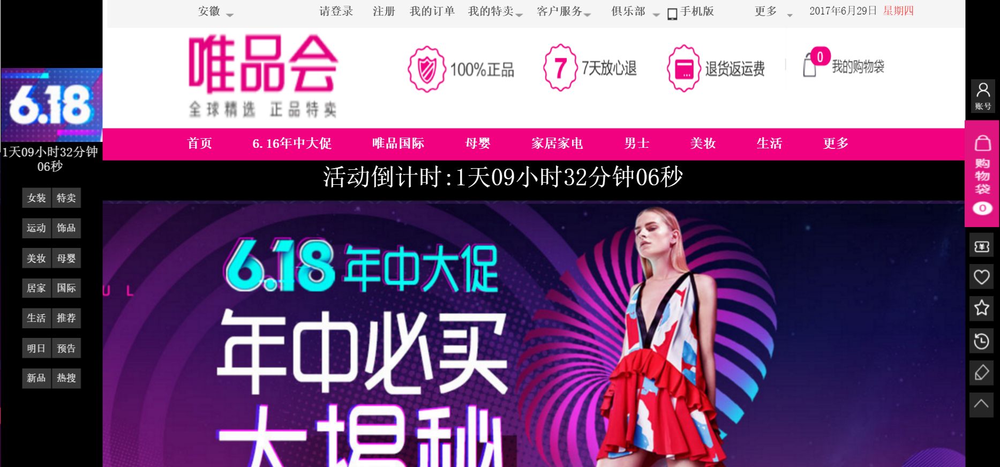 安徽 请登录 注册 我的订单 我的特卖 客户服务 俱乐部 手机版 更多 2017年6月29日 星期四
唯品会
全球精选 正品特卖
100%正品 7 7天放心退 退货返运费 0 我的购物袋
首页 6.16年中大促 唯品国际 母婴 家居家电 男士 美妆 生活 更多
活动倒计时:1天09小时32分钟06秒
6.18
1天09小时32分钟
06秒
女装 特卖
运动 饰品
美妆 母婴
居家 国际
生活 推荐
明日 预告
新品 热搜
U L
6.18年中大促
年中必买
大揭秘
账号
购
物
袋
0